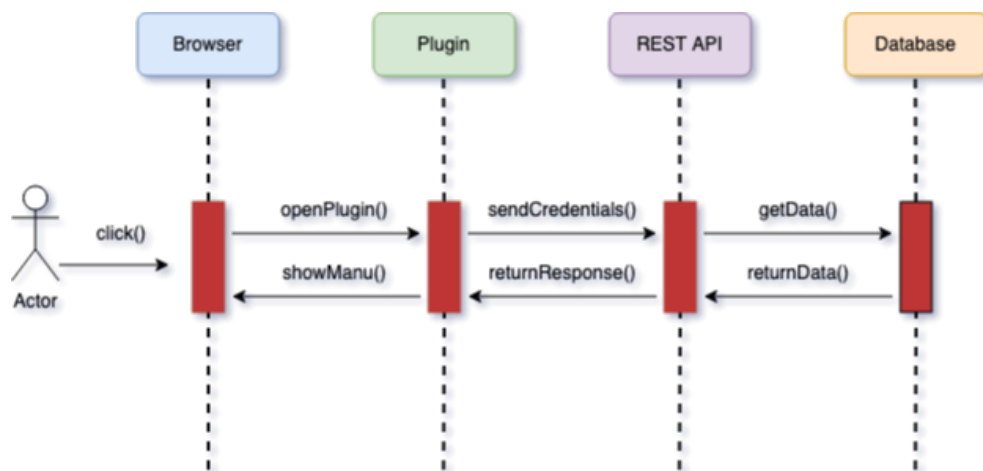 Browser
Plugin
REST API
Database
openPlugin()
sendCredentials()
getData()
click()
showManu()
returnResponse()
returnData()
Actor